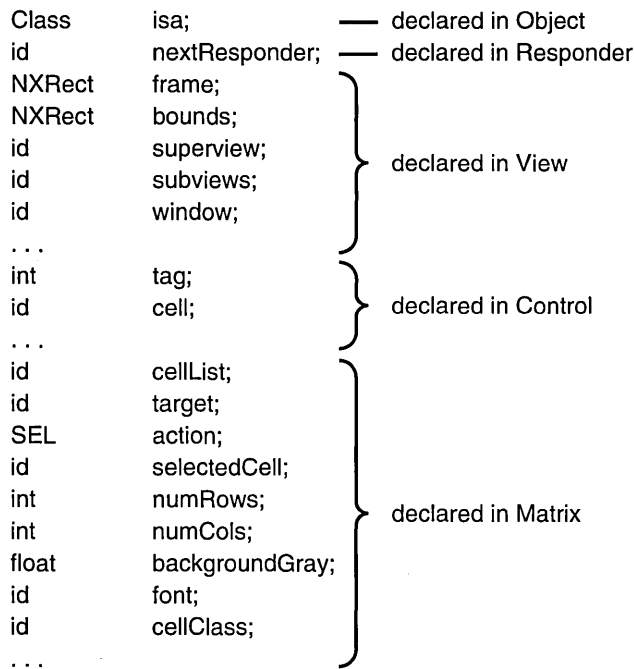 Class isa; declared in Object
id nextResponder; declared in Responder
NXRect frame;
NXRect bounds;
id superview;
declared in View
id subviews;
id window;
. . .
int tag;
id cell; declared in Control
. . .
id cellList;
id target;
SEL action;
id selectedCell;
int numRows;
declared in Matrix
int numCols;
float backgroundGray;
id font;
id cellClass;
. . .